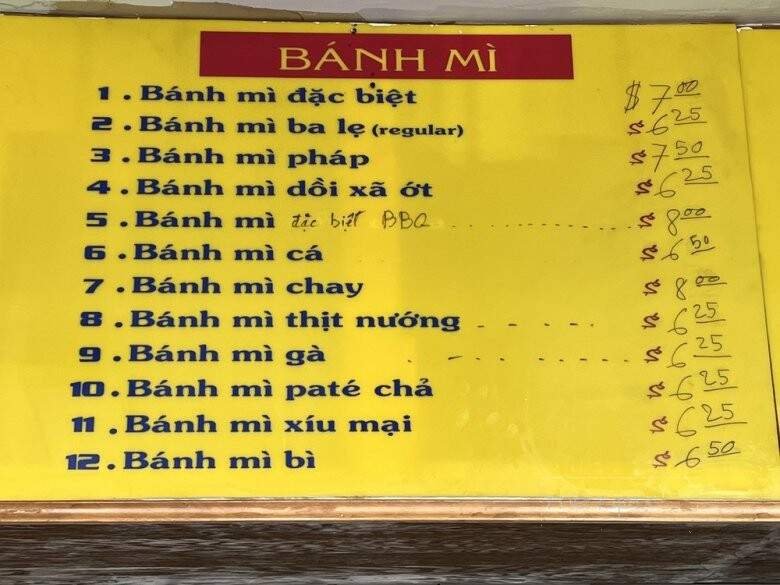 BÁNH MÌ
1 . Bánh mì đặc biệt $ 7 00
2 . Bánh mì ba lẹ (regular) 6 25
3 . Bánh mì pháp 7 50
4 . Bánh mì dồi xã ớt 6 25
5 . Bánh mì đặc biệt BBQ .............. 8 00
6 . Bánh mì cá 6 50
7 . Bánh mì chay 8 00
8 . Bánh mì thịt nướng - - - - 6 25
9 . Bánh mì gà . - - . . . . . . 6 25
10 . Bánh mì paté chả 6 25
11 . Bánh mì xíu mại 6 25
12 . Bánh mì bì 6 50